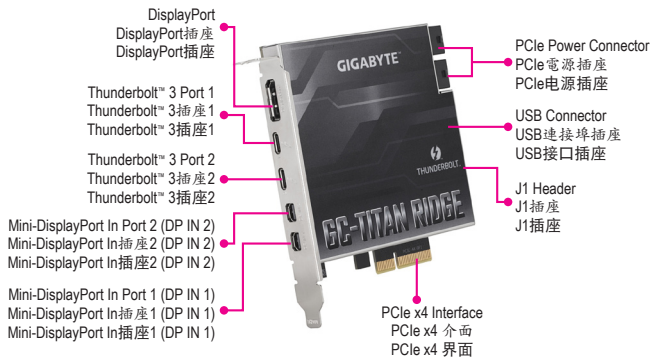 DisplayPort
DisplayPort插座
DisplayPort插座
Thunderbolt™ 3 Port 1
Thunderbolt™ 3插座1
Thunderbolt™ 3插座1
Thunderbolt™ 3 Port 2
Thunderbolt™ 3插座2
Thunderbolt™ 3插座2
Mini-DisplayPort In Port 2 (DP IN 2)
Mini-DisplayPort In插座2 (DP IN 2)
Mini-DisplayPort In插座2 (DP IN 2)
Mini-DisplayPort In Port 1 (DP IN 1)
Mini-DisplayPort In插座1 (DP IN 1)
Mini-DisplayPort In插座1 (DP IN 1)
GIGABYTE™
THUNDERBOLT™
GC-TITAN RIDGE
PCIe Power Connector
PCIe電源插座
PCIe电源插座
USB Connector
USB連接埠插座
USB接口插座
J1 Header
J1插座
J1插座
PCIe x4 Interface
PCIe x4 介面
PCIe x4 界面